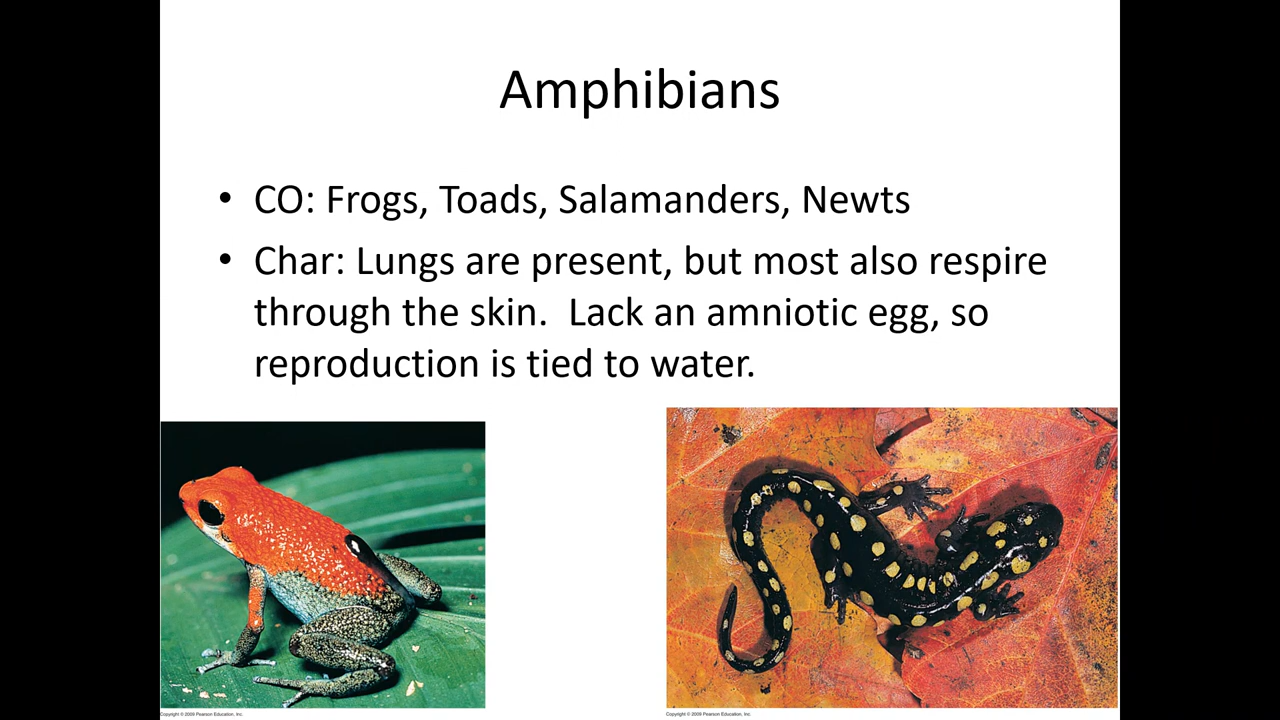 Amphibians
• CO: Frogs, Toads, Salamanders, Newts
• Char: Lungs are present, but most also respire
through the skin.  Lack an amniotic egg, so
reproduction is tied to water.
Copyright © 2009 Pearson Education, Inc.
Copyright © 2009 Pearson Education, Inc.